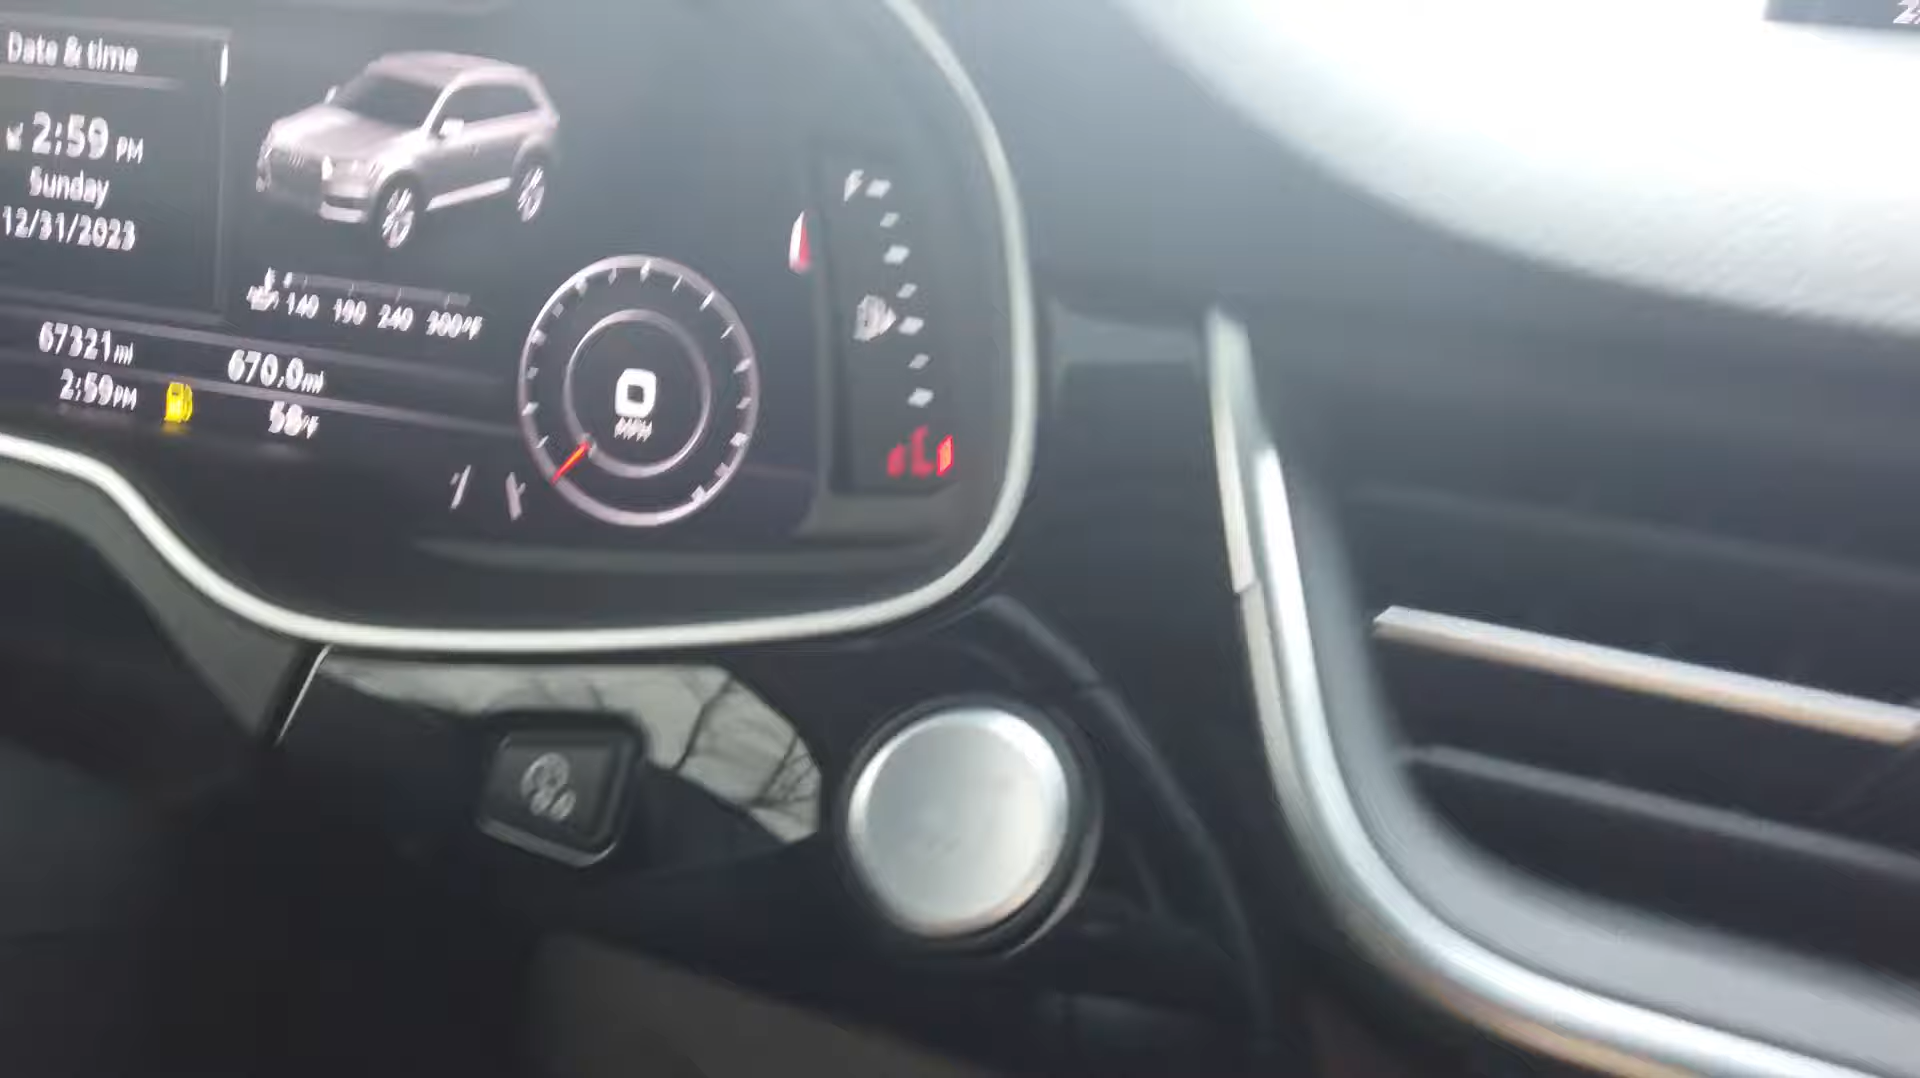 Date & time
2:59 PM
Sunday
12/31/2023
140 190 240 300°F
67321mi
670.0mi
2:59PM
58°F
0
MPH